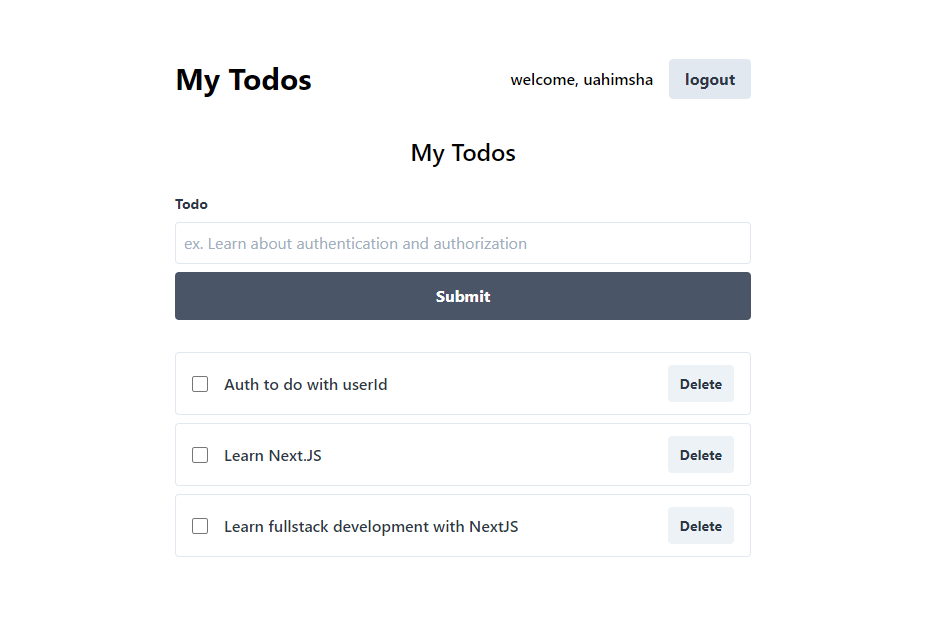 My Todos
welcome, uahimsha
logout
My Todos
Todo
ex. Learn about authentication and authorization
Submit
Auth to do with userId
Delete
Learn Next.JS
Delete
Learn fullstack development with NextJS
Delete